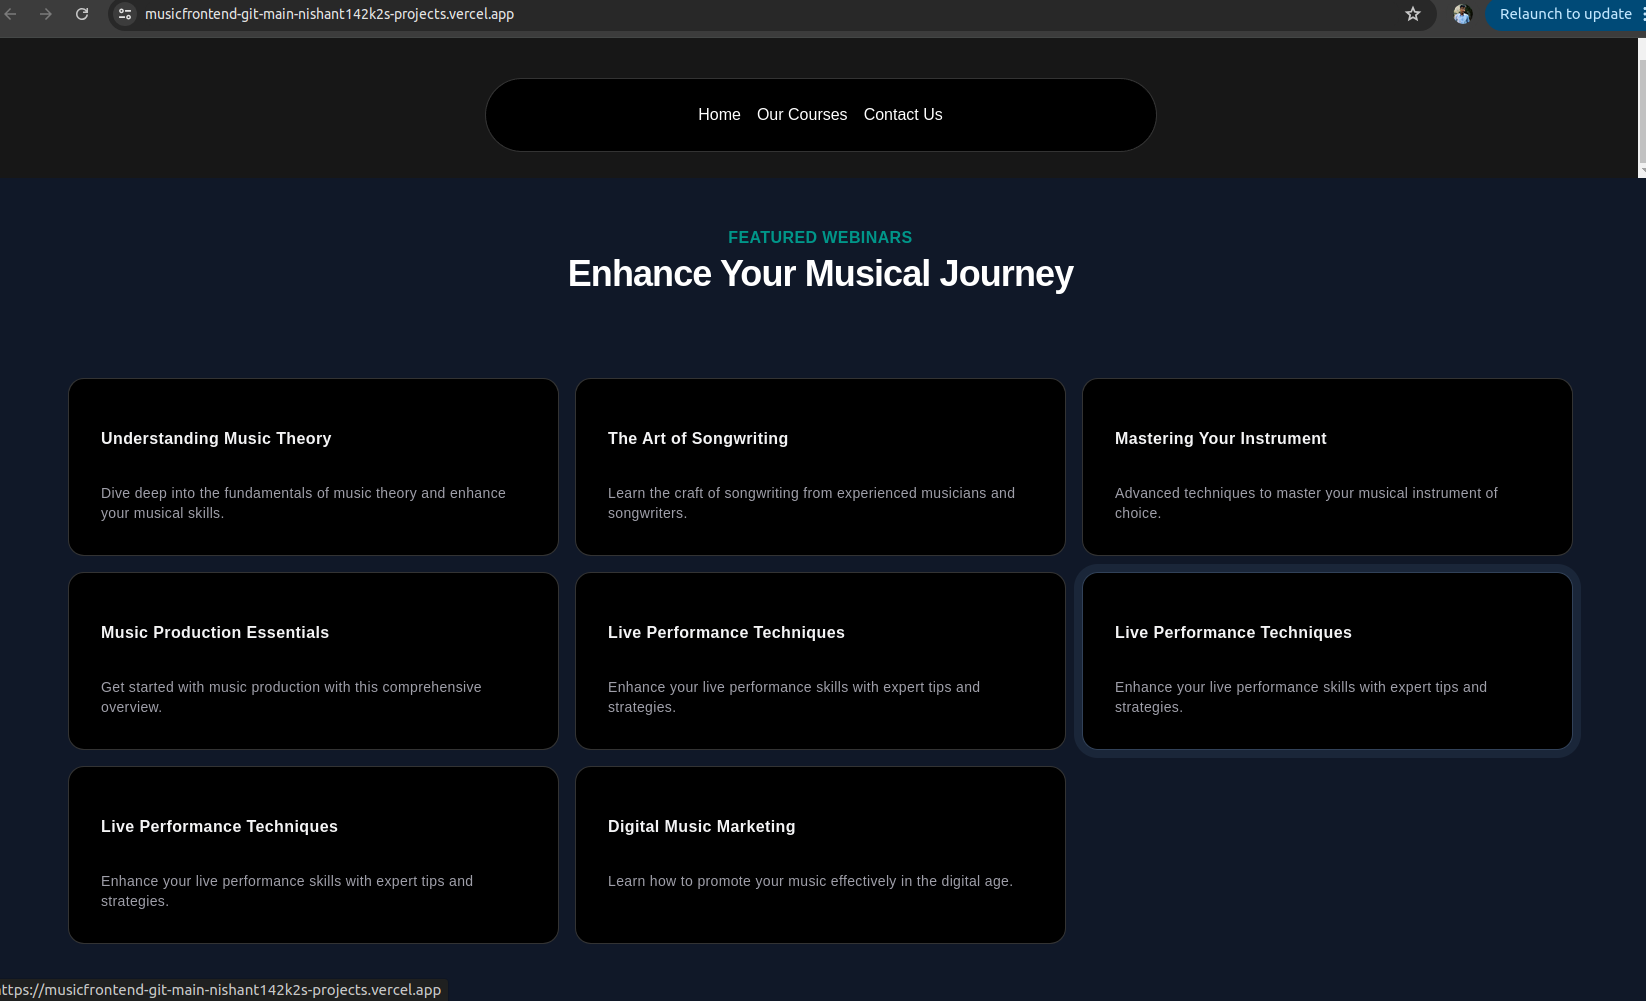 musicfrontend-git-main-nishant142k2s-projects.vercel.app
Relaunch to update
Home Our Courses Contact Us
FEATURED WEBINARS
Enhance Your Musical Journey
Understanding Music Theory
Dive deep into the fundamentals of music theory and enhance
your musical skills.
The Art of Songwriting
Learn the craft of songwriting from experienced musicians and
songwriters.
Mastering Your Instrument
Advanced techniques to master your musical instrument of
choice.
Music Production Essentials
Get started with music production with this comprehensive
overview.
Live Performance Techniques
Enhance your live performance skills with expert tips and
strategies.
Live Performance Techniques
Enhance your live performance skills with expert tips and
strategies.
Live Performance Techniques
Enhance your live performance skills with expert tips and
strategies.
Digital Music Marketing
Learn how to promote your music effectively in the digital age.
ttps://musicfrontend-git-main-nishant142k2s-projects.vercel.app